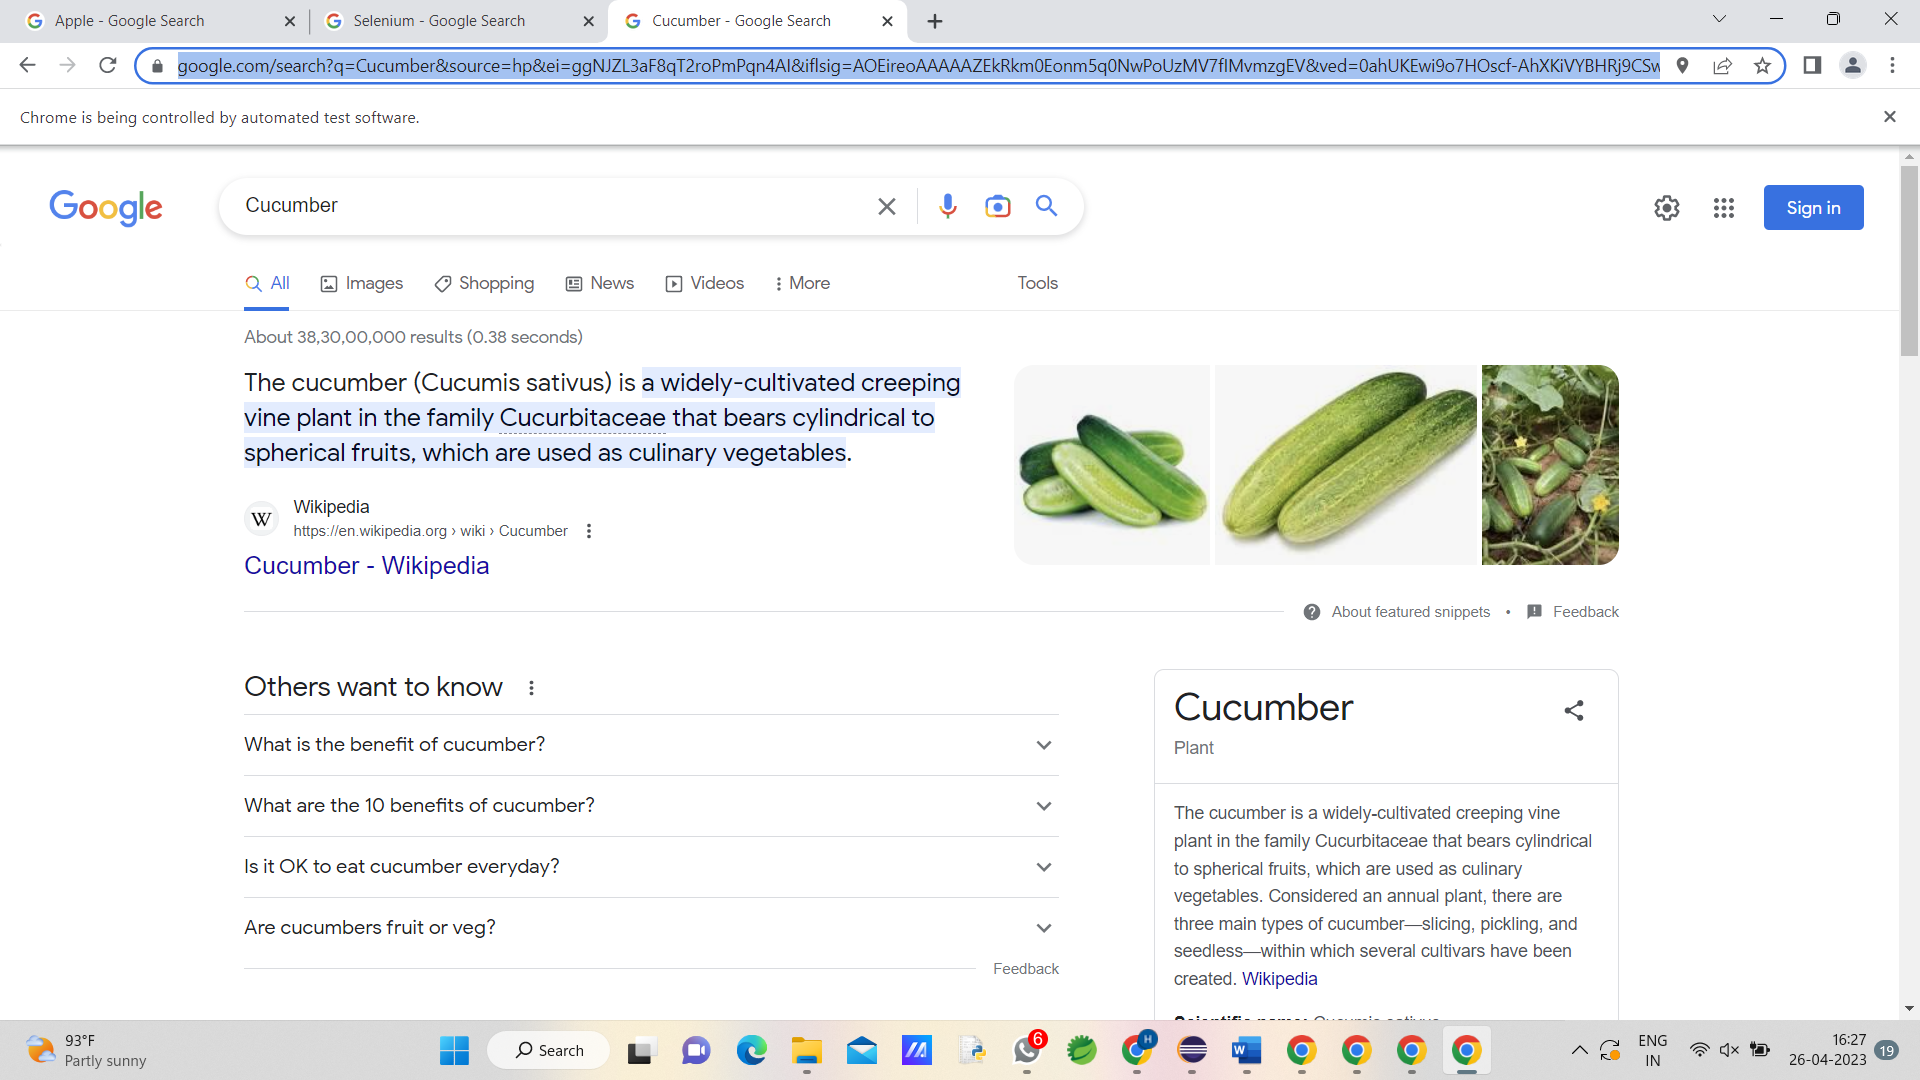 Apple - Google Search
Selenium - Google Search
Cucumber - Google Search
google.com/search?q=Cucumber&source=hp&ei=ggNJZL3aF8qT2roPmPqn4AI&iflsig=AOEireoAAAAAZEkRkm0Eonm5q0NwPoUzMV7fIMvmzgEV&ved=0ahUKEwi9o7HOscf-AhXKiVYBHRj9CSw
Chrome is being controlled by automated test software.
Google
Cucumber
Sign in
All
Images
Shopping
News
Videos
More
Tools
About 38,30,00,000 results (0.38 seconds)
The cucumber (Cucumis sativus) is a widely-cultivated creeping
vine plant in the family Cucurbitaceae that bears cylindrical to
spherical fruits, which are used as culinary vegetables.
W
Wikipedia
https://en.wikipedia.org › wiki › Cucumber
Cucumber - Wikipedia
About featured snippets • Feedback
Others want to know
What is the benefit of cucumber?
What are the 10 benefits of cucumber?
Is it OK to eat cucumber everyday?
Are cucumbers fruit or veg?
Feedback
Cucumber
Plant
The cucumber is a widely-cultivated creeping vine
plant in the family Cucurbitaceae that bears cylindrical
to spherical fruits, which are used as culinary
vegetables. Considered an annual plant, there are
three main types of cucumber—slicing, pickling, and
seedless—within which several cultivars have been
created. Wikipedia
Scientific name: Cucumis sativus
93°F
Partly sunny
Search
6
H
W
ENG
IN
16:27
26-04-2023
19